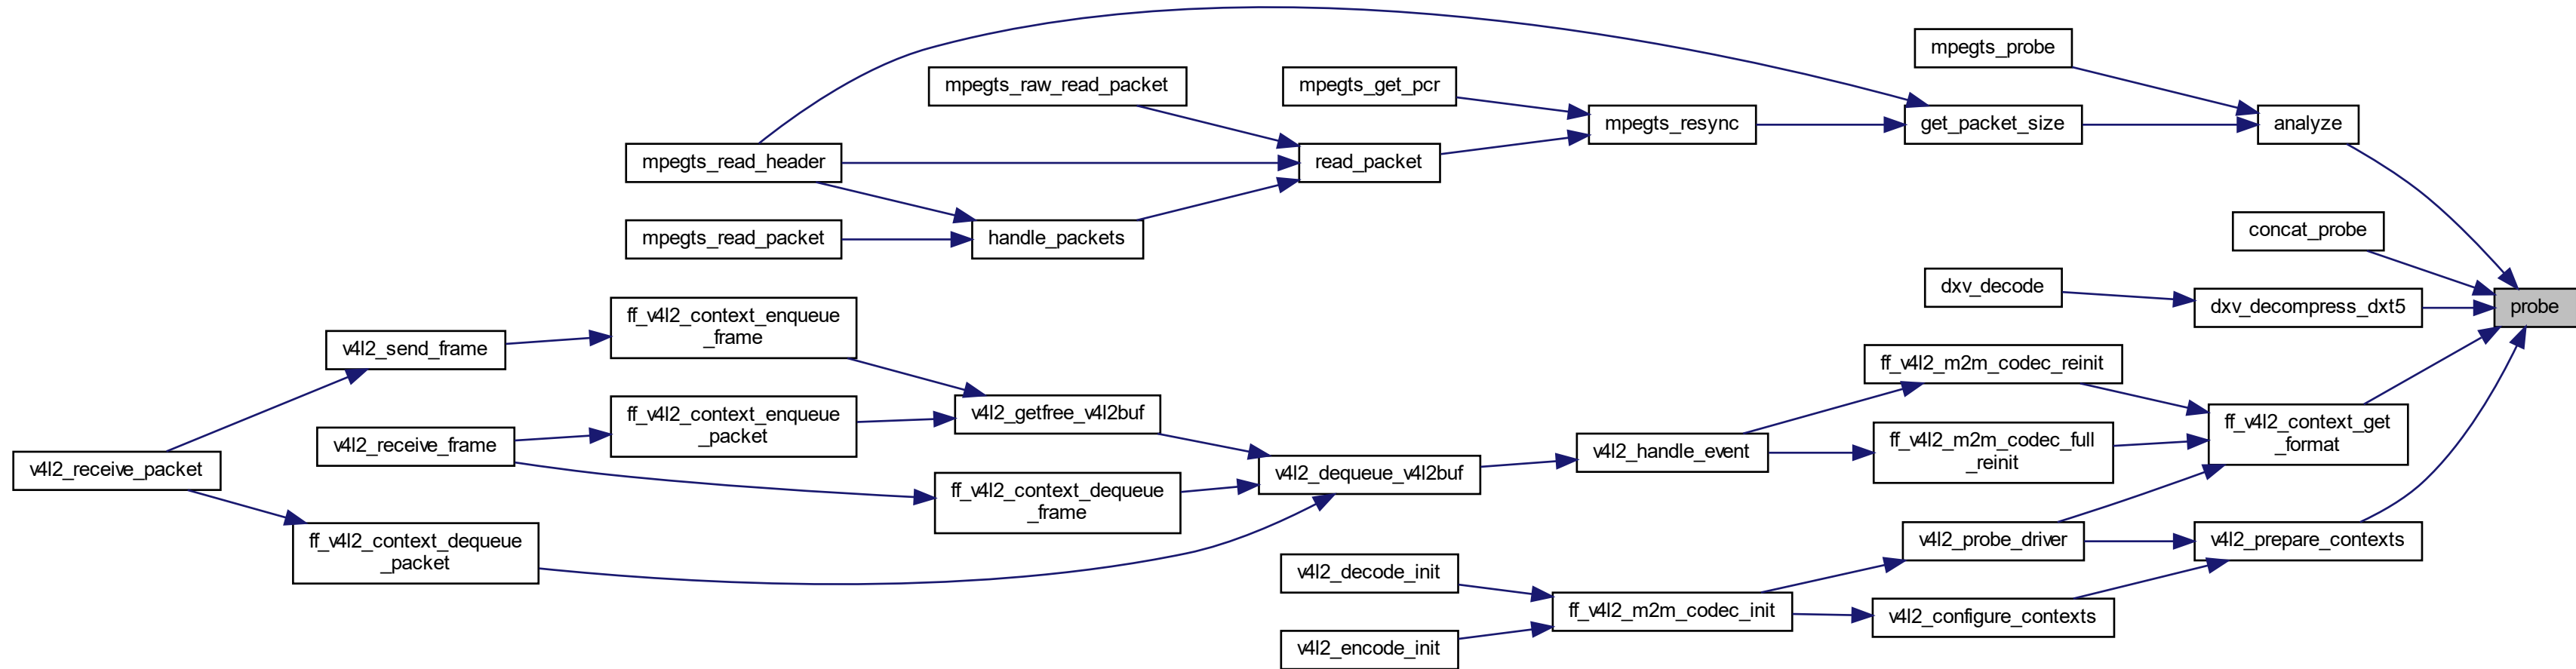 mpegts_probe
mpegts_raw_read_packet
mpegts_get_pcr
mpegts_resync
get_packet_size
analyze
mpegts_read_header
read_packet
mpegts_read_packet
handle_packets
concat_probe
dxv_decode
dxv_decompress_dxt5
probe
ff_v4l2_context_enqueue
_frame
v4l2_send_frame
ff_v4l2_m2m_codec_reinit
ff_v4l2_context_enqueue
_packet
v4l2_getfree_v4l2buf
v4l2_receive_frame
v4l2_handle_event
ff_v4l2_m2m_codec_full
_reinit
ff_v4l2_context_get
_format
v4l2_receive_packet
v4l2_dequeue_v4l2buf
ff_v4l2_context_dequeue
_frame
ff_v4l2_context_dequeue
_packet
v4l2_probe_driver
v4l2_prepare_contexts
v4l2_decode_init
ff_v4l2_m2m_codec_init
v4l2_configure_contexts
v4l2_encode_init